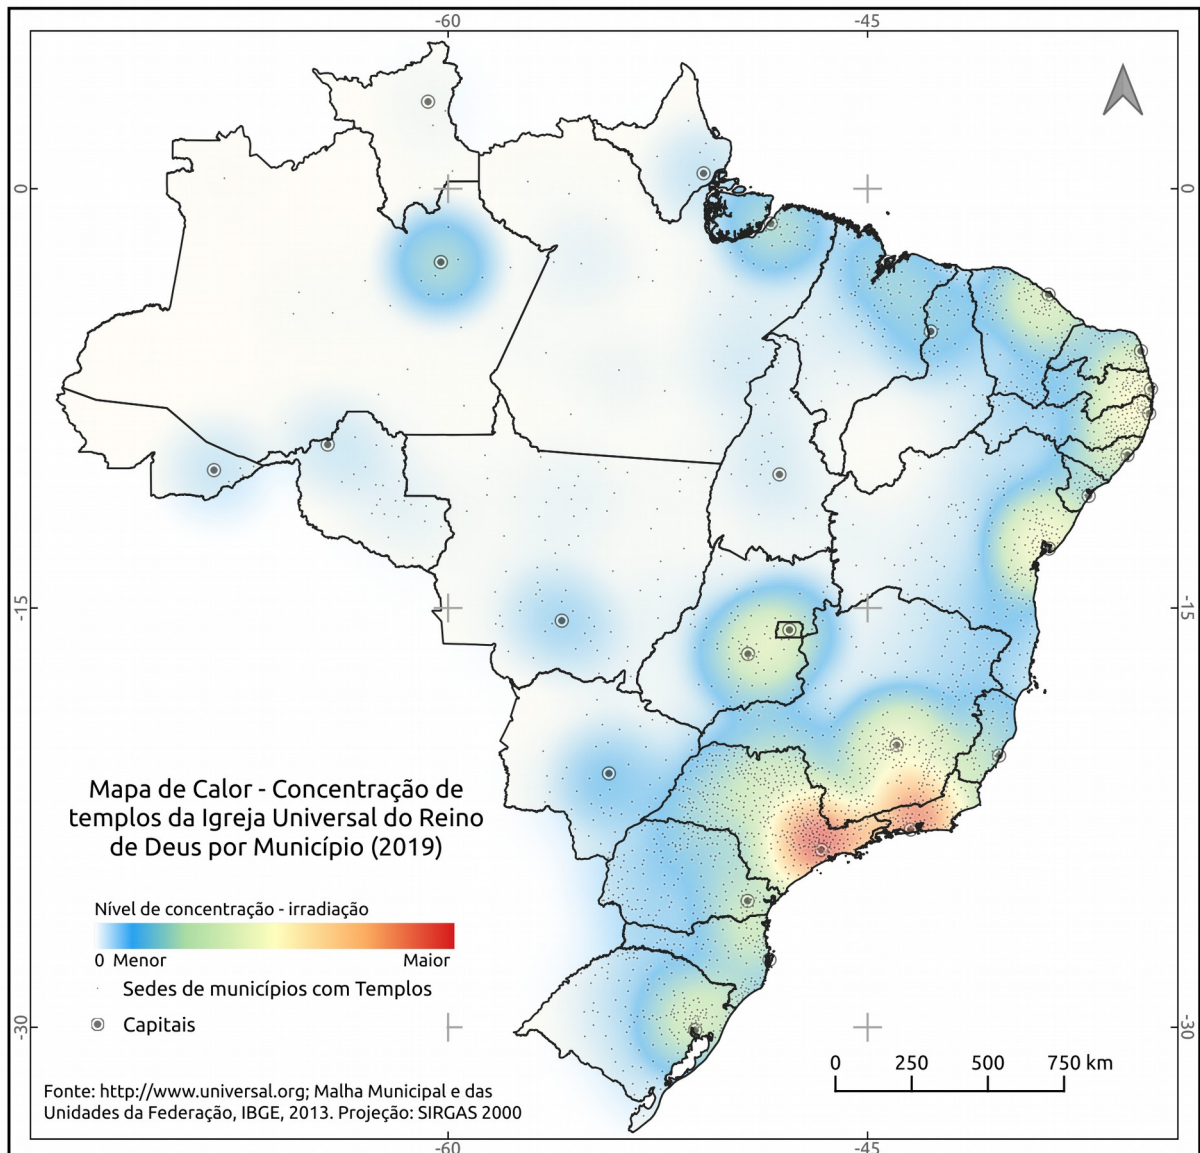 -60
-45
0
0
-15
-15
Mapa de Calor - Concentração de
templos da Igreja Universal do Reino
de Deus por Município (2019)
Nível de concentração - irradiação
0 Menor Maior
Sedes de municípios com Templos
Capitais
-30
-30
0 250 500 750 km
Fonte: http://www.universal.org; Malha Municipal e das
Unidades da Federação, IBGE, 2013. Projeção: SIRGAS 2000
-60
-45